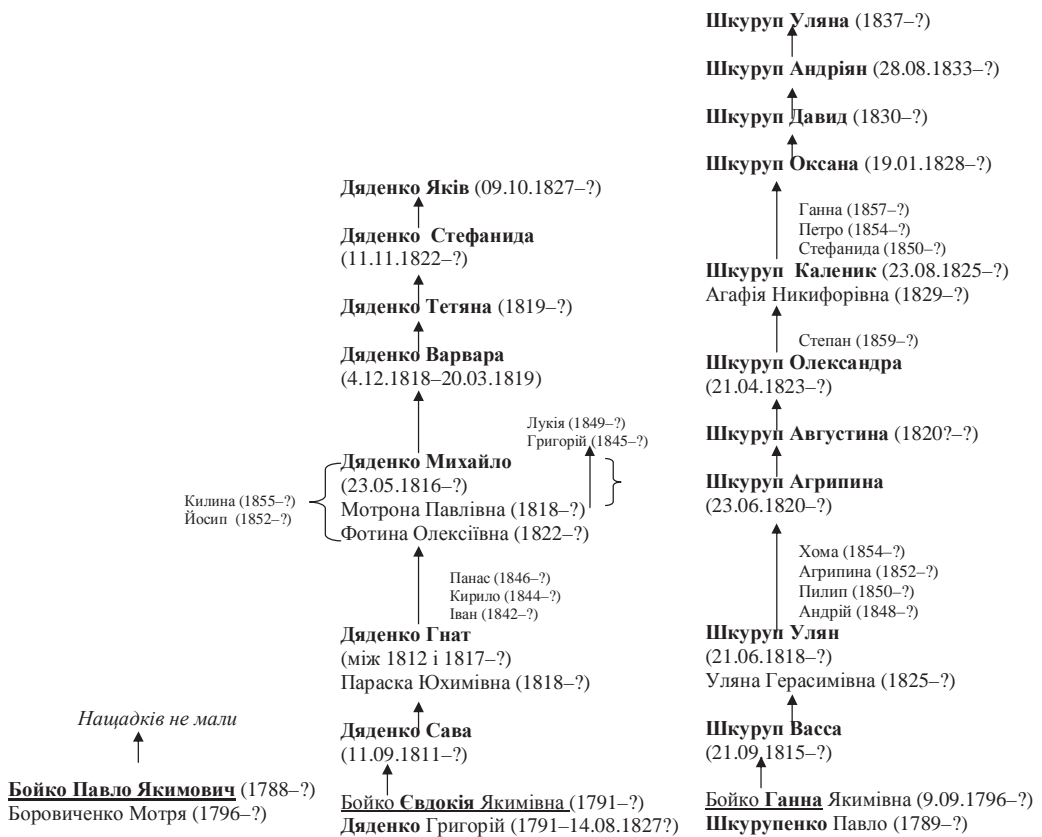 Нащадків не мали
Бойко Павло Якимович (1788–?)
Боровиченко Мотря (1796–?)
Дяденко Яків (09.10.1827–?)
Дяденко Стефанида
(11.11.1822–?)
Дяденко Тетяна (1819–?)
Дяденко Варвара
(4.12.1818–20.03.1819)
Лукія (1849–?)
Григорій (1845–?)
Дяденко Михайло
(23.05.1816–?)
Мотрона Павлівна (1818–?)
Фотина Олексіївна (1822–?)
Килина (1855–?)
Йосип (1852–?)
Панас (1846–?)
Кирило (1844–?)
Іван (1842–?)
Дяденко Гнат
(між 1812 і 1817–?)
Параска Юхимівна (1818–?)
Дяденко Сава
(11.09.1811–?)
Бойко Євдокія Якимівна (1791–?)
Дяденко Григорій (1791–14.08.1827?)
Шкуруп Уляна (1837–?)
Шкуруп Андріян (28.08.1833–?)
Шкуруп Давид (1830–?)
Шкуруп Оксана (19.01.1828–?)
Ганна (1857–?)
Петро (1854–?)
Стефанида (1850–?)
Шкуруп Каленик (23.08.1825–?)
Агафія Никифорівна (1829–?)
Степан (1859–?)
Шкуруп Олександра
(21.04.1823–?)
Шкуруп Августина (1820?–?)
Шкуруп Агрипина
(23.06.1820–?)
Хома (1854–?)
Агрипина (1852–?)
Пилип (1850–?)
Андрій (1848–?)
Шкуруп Улян
(21.06.1818–?)
Уляна Герасимівна (1825–?)
Шкуруп Васса
(21.09.1815–?)
Бойко Ганна Якимівна (9.09.1796–?)
Шкурупенко Павло (1789–?)